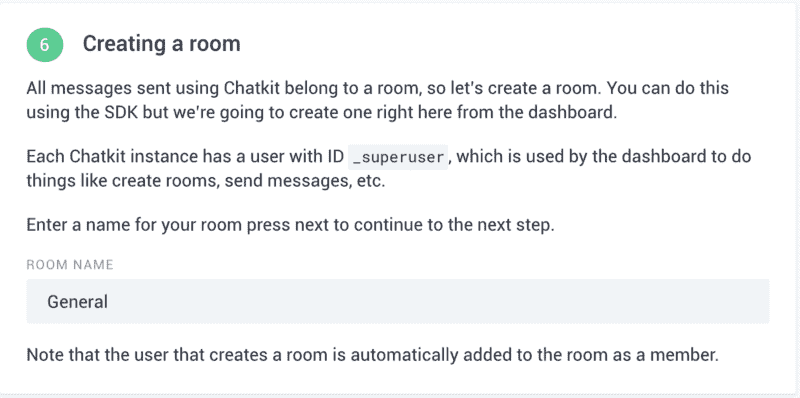 6 Creating a room
All messages sent using Chatkit belong to a room, so let's create a room. You can do this
using the SDK but we're going to create one right here from the dashboard.
Each Chatkit instance has a user with ID _superuser, which is used by the dashboard to do
things like create rooms, send messages, etc.
Enter a name for your room press next to continue to the next step.
ROOM NAME
General
Note that the user that creates a room is automatically added to the room as a member.